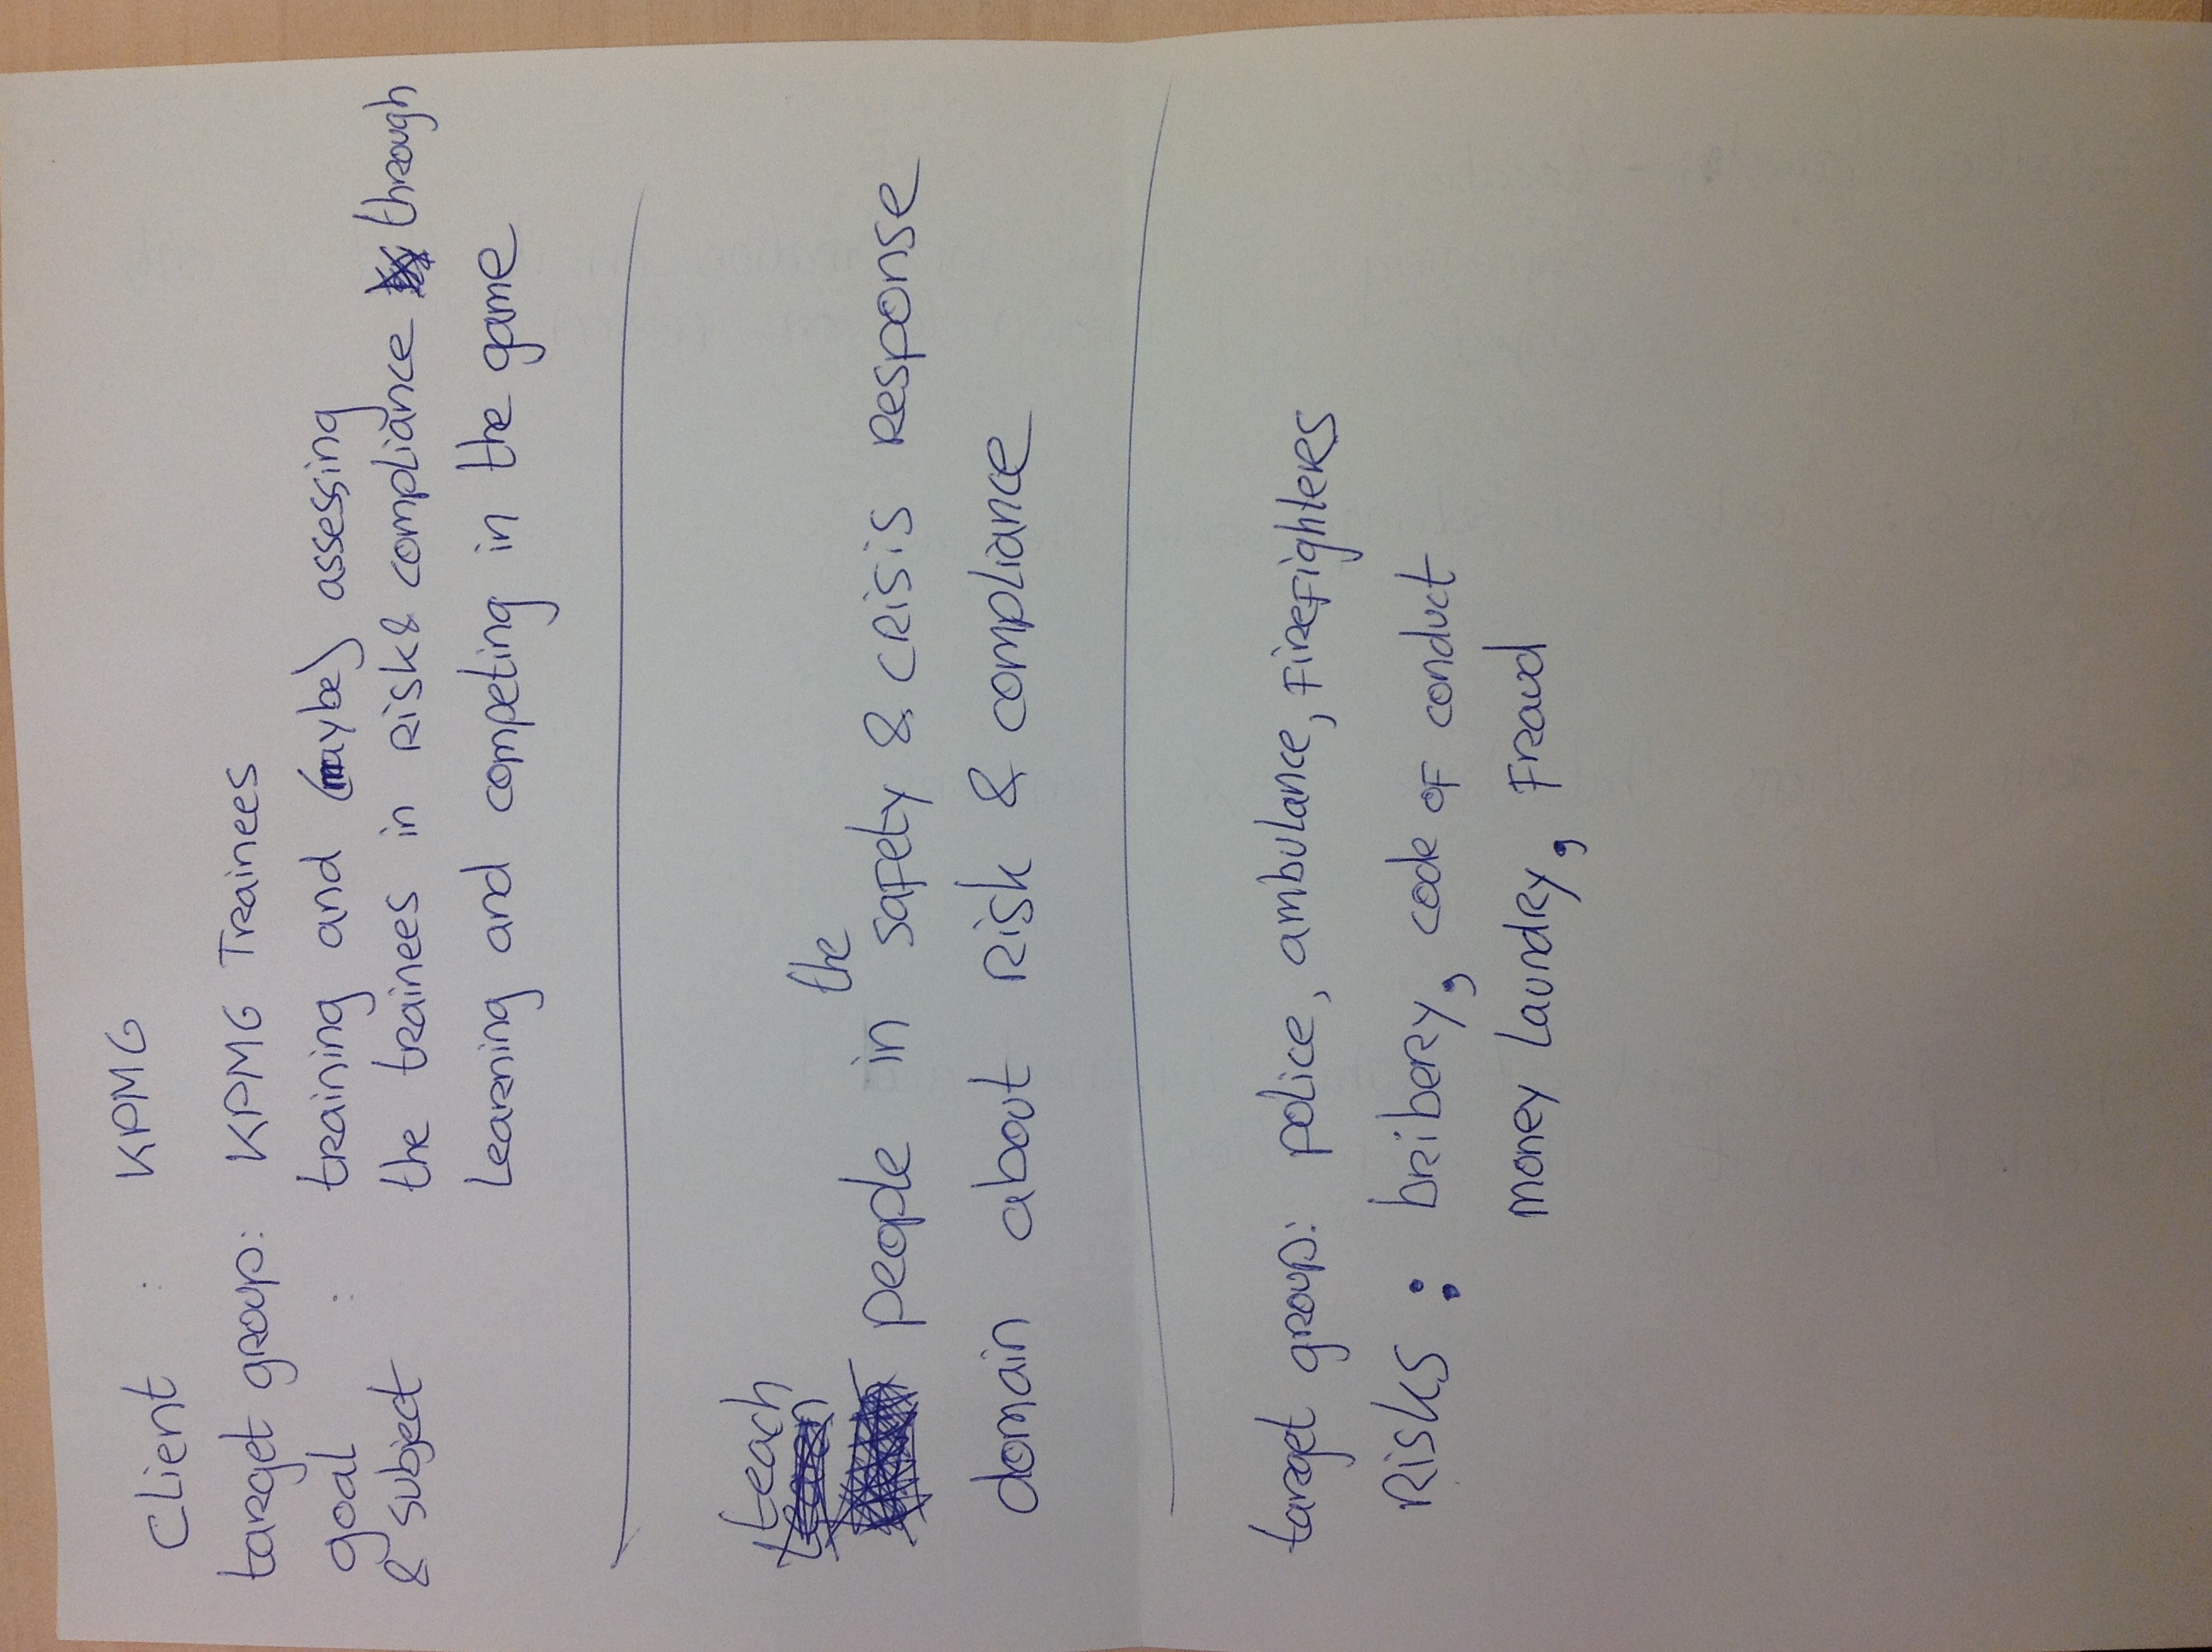 Client : KPMG
target group: KPMG Trainees
goal : training and (maybe) assessing
& subject the trainees in Risk & compliance through
Learning and competing in the game
teach
Learn
the
people in safety & crisis Response
domain about Risk & compliance
target group: police, ambulance, firefighters
Risks : bribery, code of conduct
money laundry, Fraud